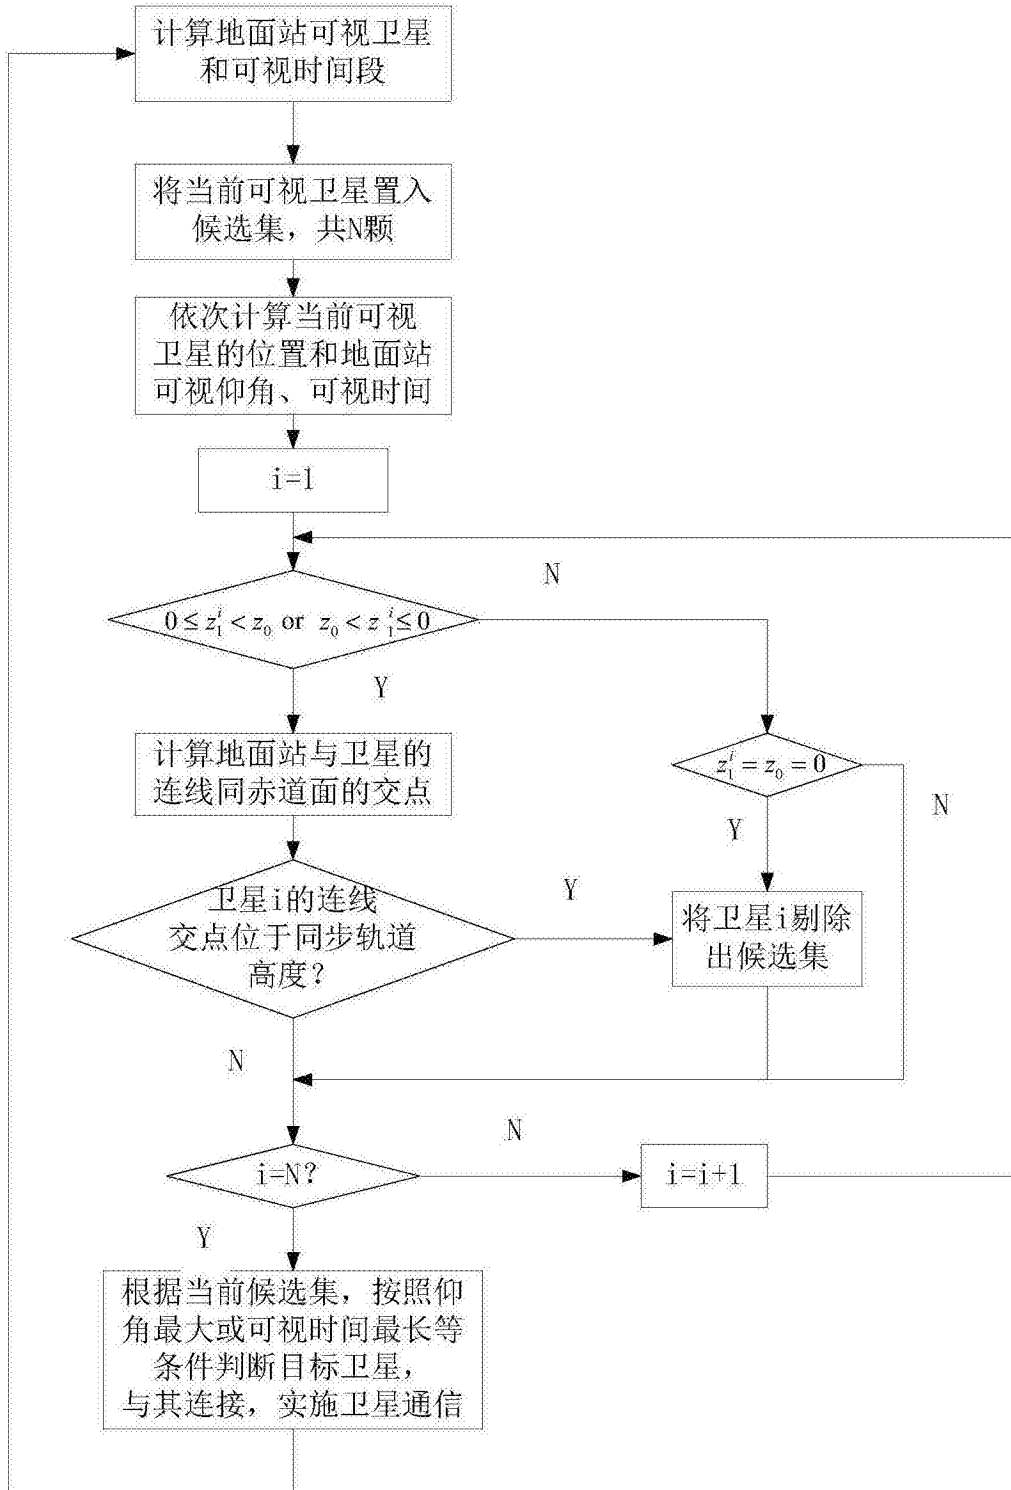 计算地面站可视卫星
和可视时间段
将当前可视卫星置入
候选集，共N颗
依次计算当前可视
卫星的位置和地面站
可视仰角、可视时间
i=1
N
0≤z₁ⁱ<z₀ or z₀<z₁ⁱ≤0
Y
计算地面站与卫星的
连线同赤道面的交点
z₁ⁱ=z₀=0
N
Y
卫星i的连线
交点位于同步轨道
高度？
Y
将卫星i剔除
出候选集
N
N
i=N?
i=i+1
Y
根据当前候选集，按照仰
角最大或可视时间最长等
条件判断目标卫星，
与其连接，实施卫星通信